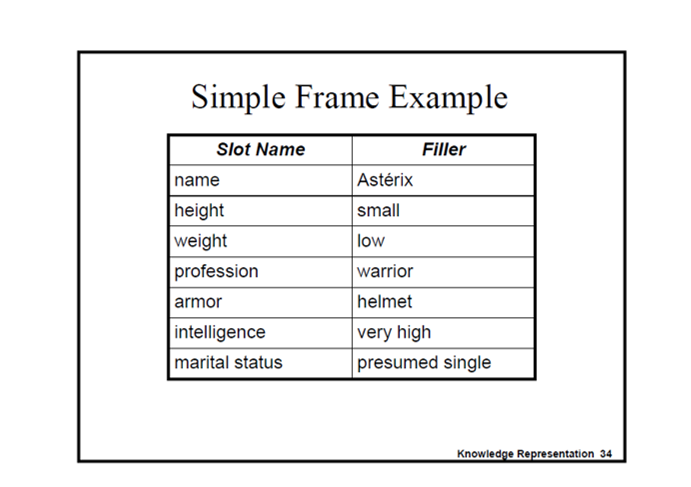 Simple Frame Example
Slot Name Filler
name Astérix
height small
weight low
profession warrior
armor helmet
intelligence very high
marital status presumed single
Knowledge Representation 34